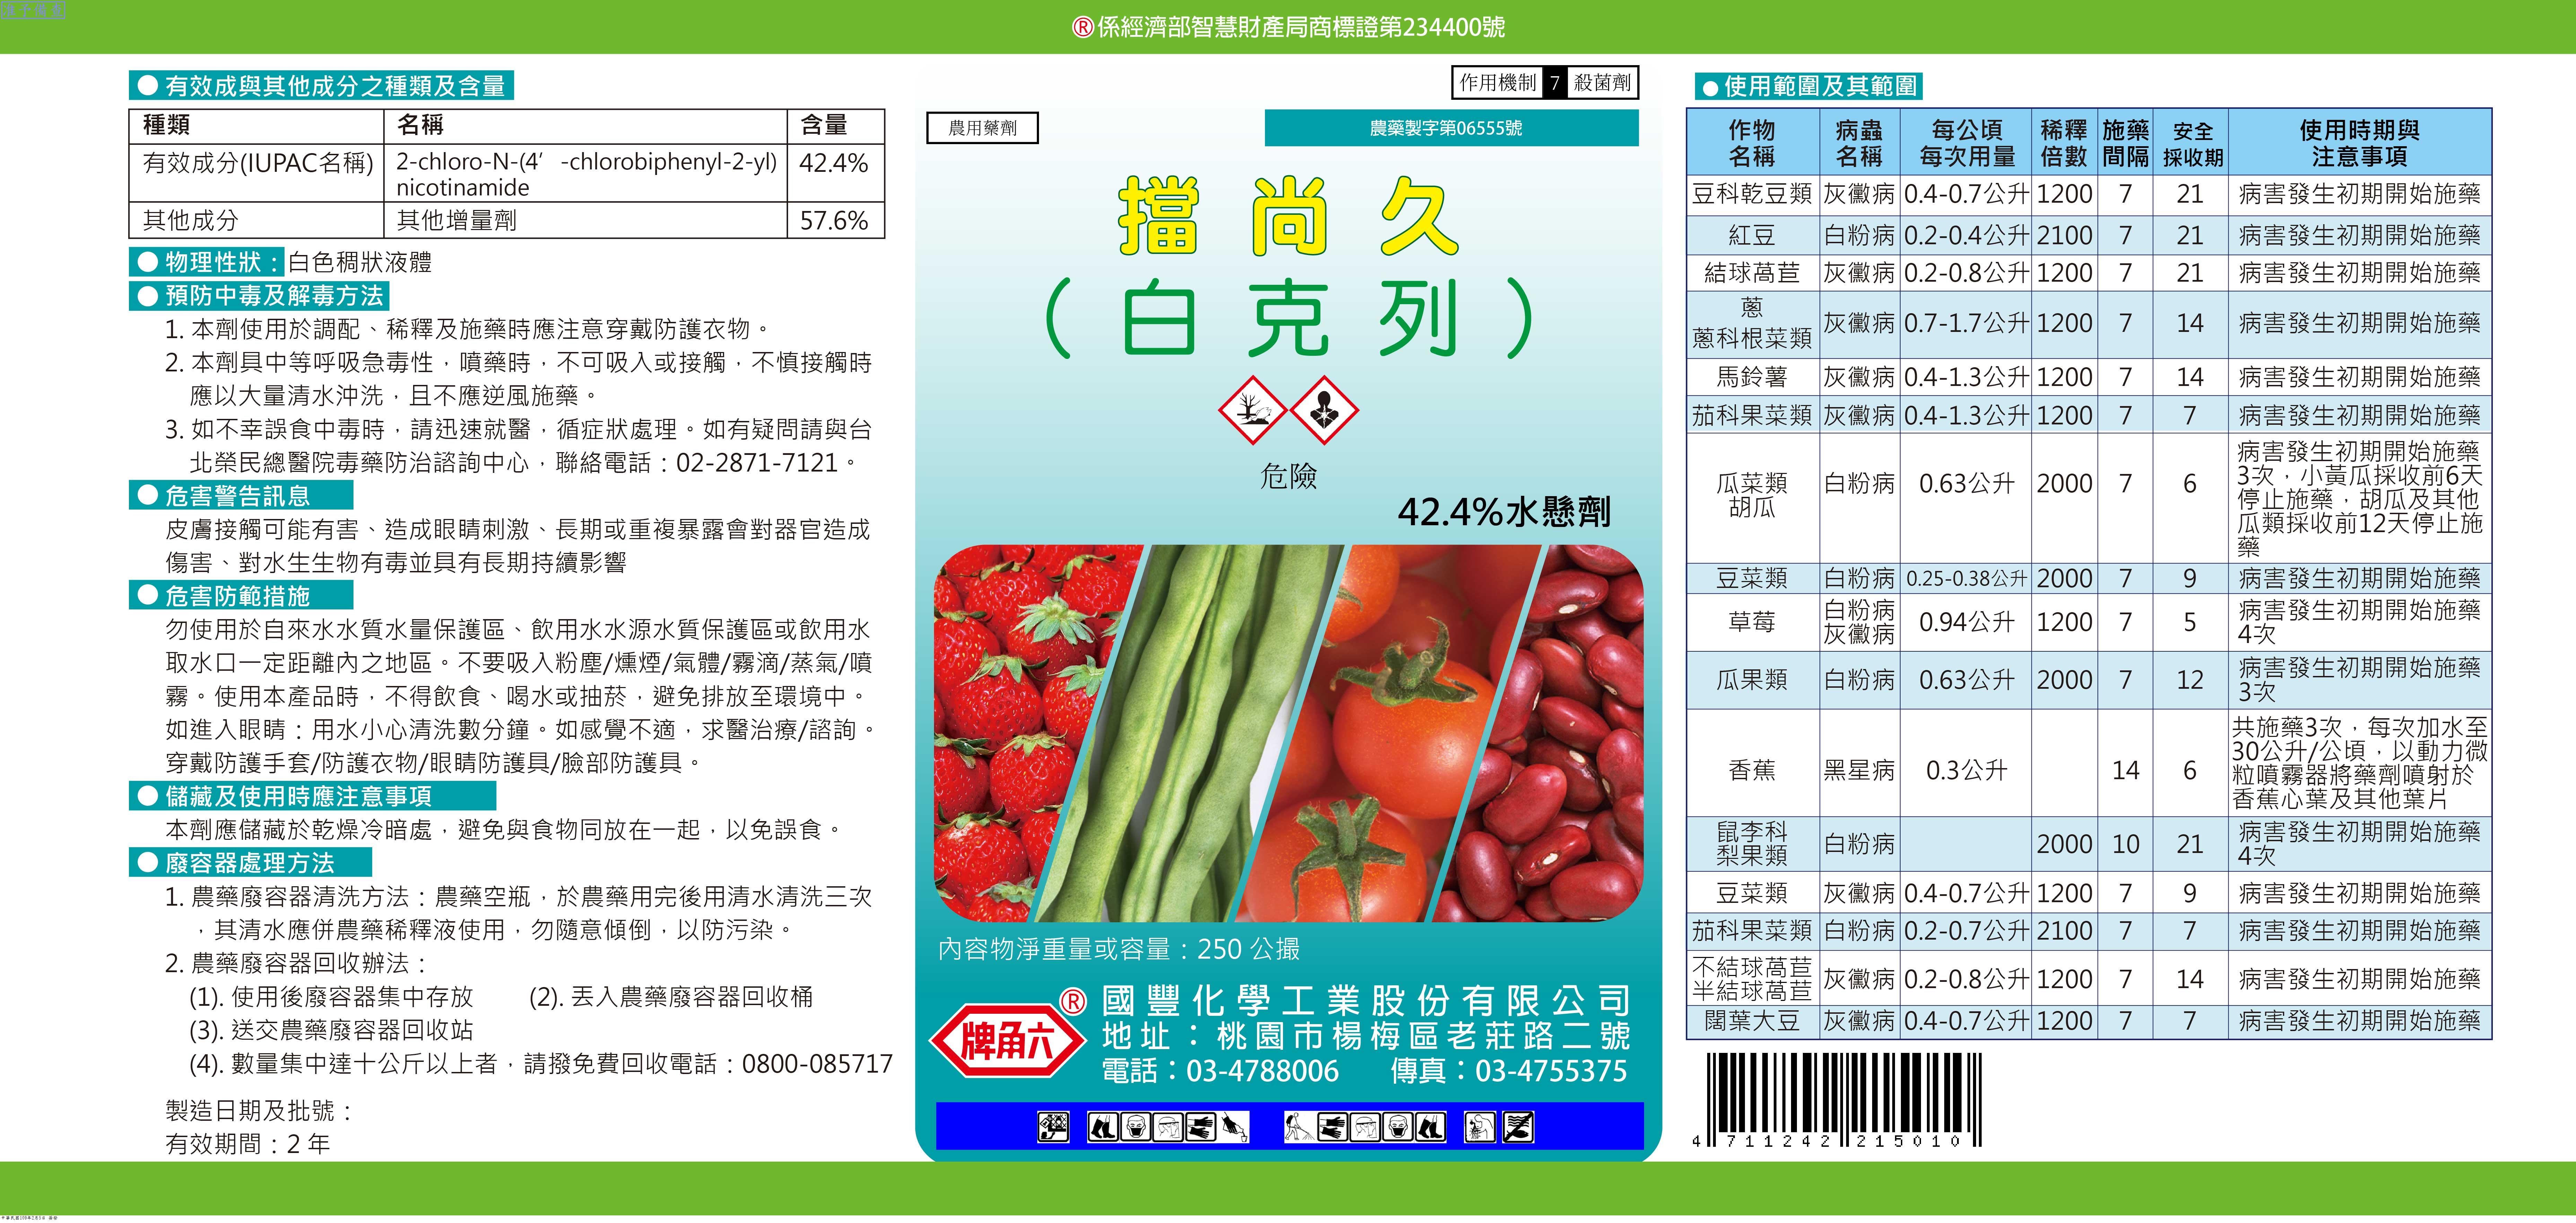 ®係經濟部智慧財產局商標證第234400號
有效成與其他成分之種類及含量
種類 名稱 含量
有效成分(IUPAC名稱) 2-chloro-N-(4′-chlorobiphenyl-2-yl) 42.4%
nicotinamide
其他成分 其他增量劑 57.6%
物理性狀：白色稠狀液體
預防中毒及解毒方法
1. 本劑使用於調配、稀釋及施藥時應注意穿戴防護衣物。
2. 本劑具中等呼吸急毒性，噴藥時，不可吸入或接觸，不慎接觸時
應以大量清水沖洗，且不應逆風施藥。
3. 如不幸誤食中毒時，請迅速就醫，循症狀處理。如有疑問請與台
北榮民總醫院毒藥防治諮詢中心，聯絡電話：02-2871-7121。
危害警告訊息
皮膚接觸可能有害、造成眼睛刺激、長期或重複暴露會對器官造成
傷害、對水生生物有毒並具有長期持續影響
危害防範措施
勿使用於自來水水質水量保護區、飲用水水源水質保護區或飲用水
取水口一定距離內之地區。不要吸入粉塵/燻煙/氣體/霧滴/蒸氣/噴
霧。使用本產品時，不得飲食、喝水或抽菸，避免排放至環境中。
如進入眼睛：用水小心清洗數分鐘。如感覺不適，求醫治療/諮詢。
穿戴防護手套/防護衣物/眼睛防護具/臉部防護具。
儲藏及使用時應注意事項
本劑應儲藏於乾燥冷暗處，避免與食物同放在一起，以免誤食。
廢容器處理方法
1. 農藥廢容器清洗方法：農藥空瓶，於農藥用完後用清水清洗三次
，其清水應併農藥稀釋液使用，勿隨意傾倒，以防污染。
2. 農藥廢容器回收辦法：
(1). 使用後廢容器集中存放 (2). 丟入農藥廢容器回收桶
(3). 送交農藥廢容器回收站
(4). 數量集中達十公斤以上者，請撥免費回收電話：0800-085717
製造日期及批號：
有效期間：2 年
作用機制 7 殺菌劑
農用藥劑
農藥製字第06555號
擋尚久
（白克列）
危險
42.4%水懸劑
內容物淨重量或容量：250 公撮
®
牌角六
國豐化學工業股份有限公司
地址：桃園市楊梅區老莊路二號
電話：03-4788006 傳真：03-4755375
使用範圍及其範圍
作物名稱 病蟲名稱 每公頃每次用量 稀釋倍數 施藥間隔 安全採收期 使用時期與注意事項
豆科乾豆類 灰黴病 0.4-0.7公升 1200 7 21 病害發生初期開始施藥
紅豆 白粉病 0.2-0.4公升 2100 7 21 病害發生初期開始施藥
結球萵苣 灰黴病 0.2-0.8公升 1200 7 21 病害發生初期開始施藥
蔥
蔥科根菜類 灰黴病 0.7-1.7公升 1200 7 14 病害發生初期開始施藥
馬鈴薯 灰黴病 0.4-1.3公升 1200 7 14 病害發生初期開始施藥
茄科果菜類 灰黴病 0.4-1.3公升 1200 7 7 病害發生初期開始施藥
瓜菜類
胡瓜 白粉病 0.63公升 2000 7 6 病害發生初期開始施藥
3次，小黃瓜採收前6天
停止施藥，胡瓜及其他
瓜類採收前12天停止施
藥
豆菜類 白粉病 0.25-0.38公升 2000 7 9 病害發生初期開始施藥
草莓 白粉病
灰黴病 0.94公升 1200 7 5 病害發生初期開始施藥
4次
瓜果類 白粉病 0.63公升 2000 7 12 病害發生初期開始施藥
3次
香蕉 黑星病 0.3公升 14 6 共施藥3次，每次加水至
30公升/公頃，以動力微
粒噴霧器將藥劑噴射於
香蕉心葉及其他葉片
鼠李科
梨果類 白粉病 2000 10 21 病害發生初期開始施藥
4次
豆菜類 灰黴病 0.4-0.7公升 1200 7 9 病害發生初期開始施藥
茄科果菜類 白粉病 0.2-0.7公升 2100 7 7 病害發生初期開始施藥
不結球萵苣
半結球萵苣 灰黴病 0.2-0.8公升 1200 7 14 病害發生初期開始施藥
闊葉大豆 灰黴病 0.4-0.7公升 1200 7 7 病害發生初期開始施藥
4 711242 215010